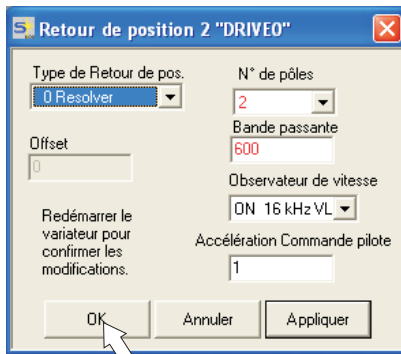 Retour de position 2 "DRIVE0"
Type de Retour de pos.
0 Resolver
N° de pôles
2
Bande passante
600
Offset
0
Observateur de vitesse
ON 16 kHz VL
Redémarrer le
variateur pour
confirmer les
modifications.
Accélération Commande pilote
1
OK
Annuler
Appliquer